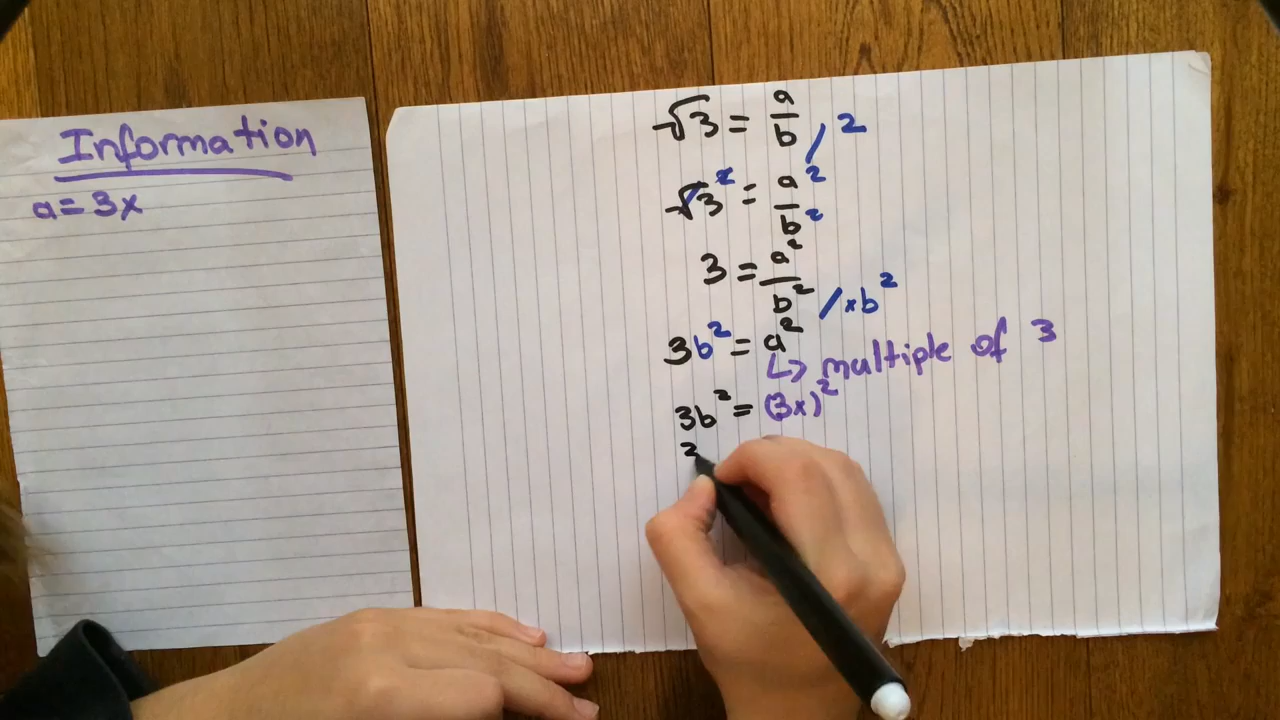 Information
a = 3x
√3 = a/b / 2
√3² = a²/b²
3 = a²/b² / ×b²
3b² = a²
↳ multiple of 3
3b² = (3x)²
3